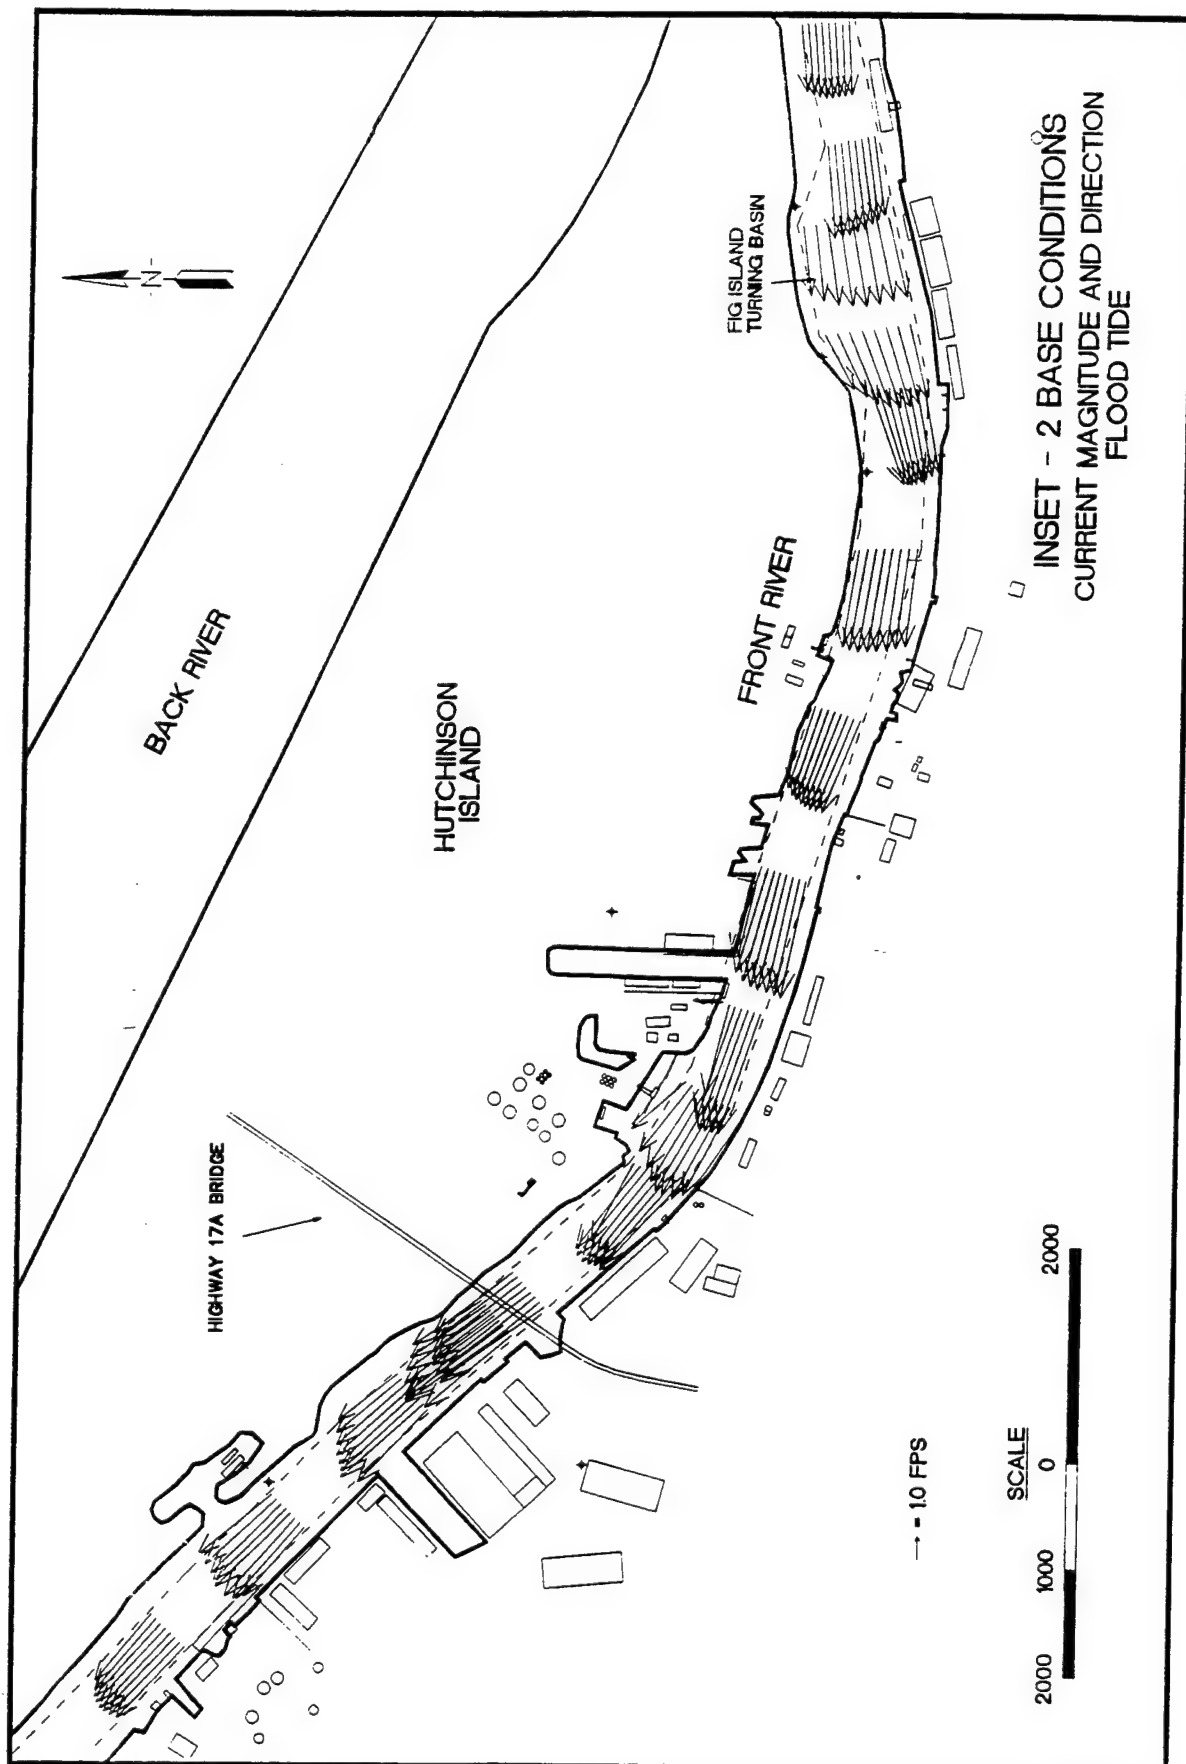 BACK RIVER
HUTCHINSON
ISLAND
HIGHWAY 17A BRIDGE
FRONT RIVER
FIG ISLAND
TURNING BASIN
-N-
→ = 1.0 FPS
SCALE
2000 1000 0 2000
INSET - 2 BASE CONDITIONS
CURRENT MAGNITUDE AND DIRECTION
FLOOD TIDE